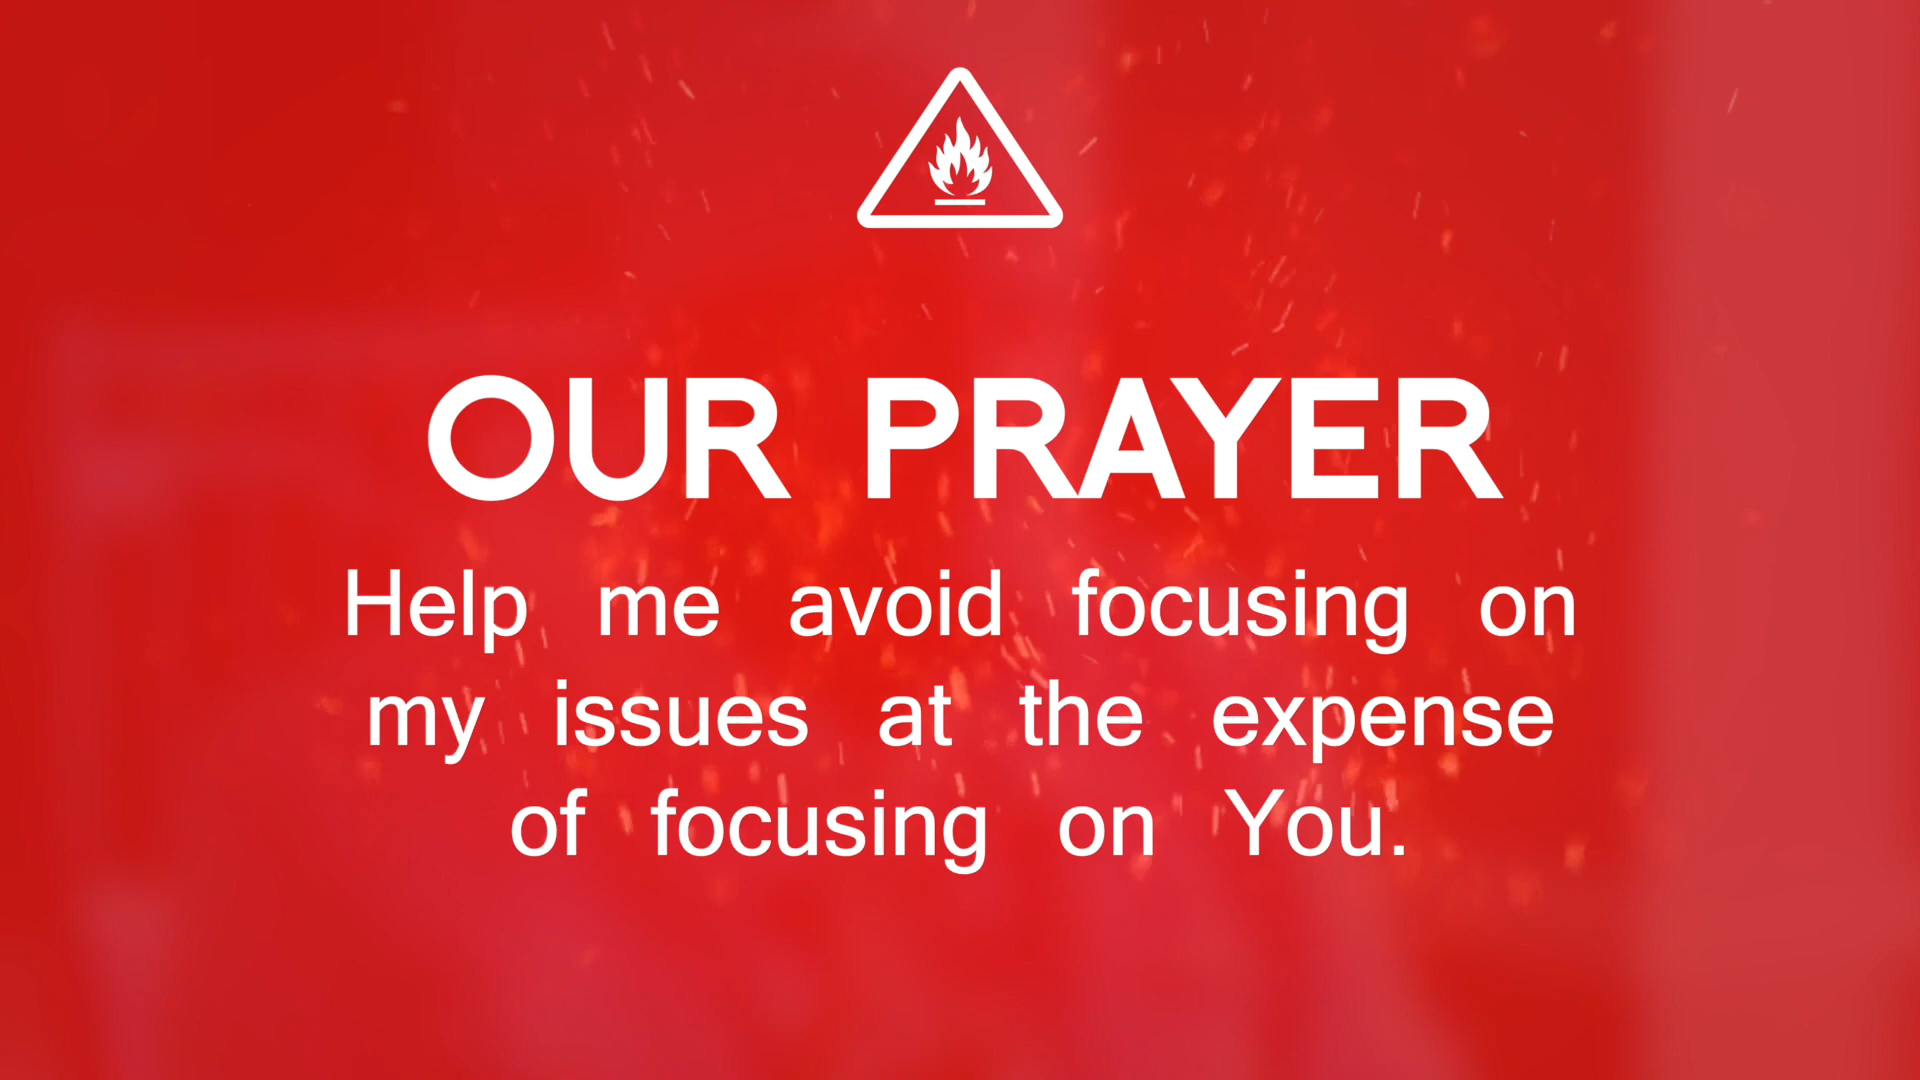 OUR PRAYER
Help me avoid focusing on
my issues at the expense
of focusing on You.